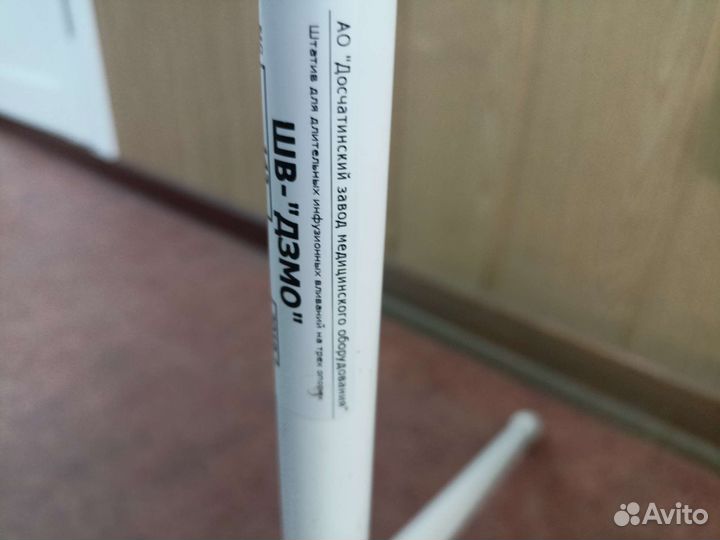 АО "Досчатинский завод медицинского оборудования"
Штатив для длительных инфузионных вливаний на трех опорах
ШВ-"ДЗМО"
Avito